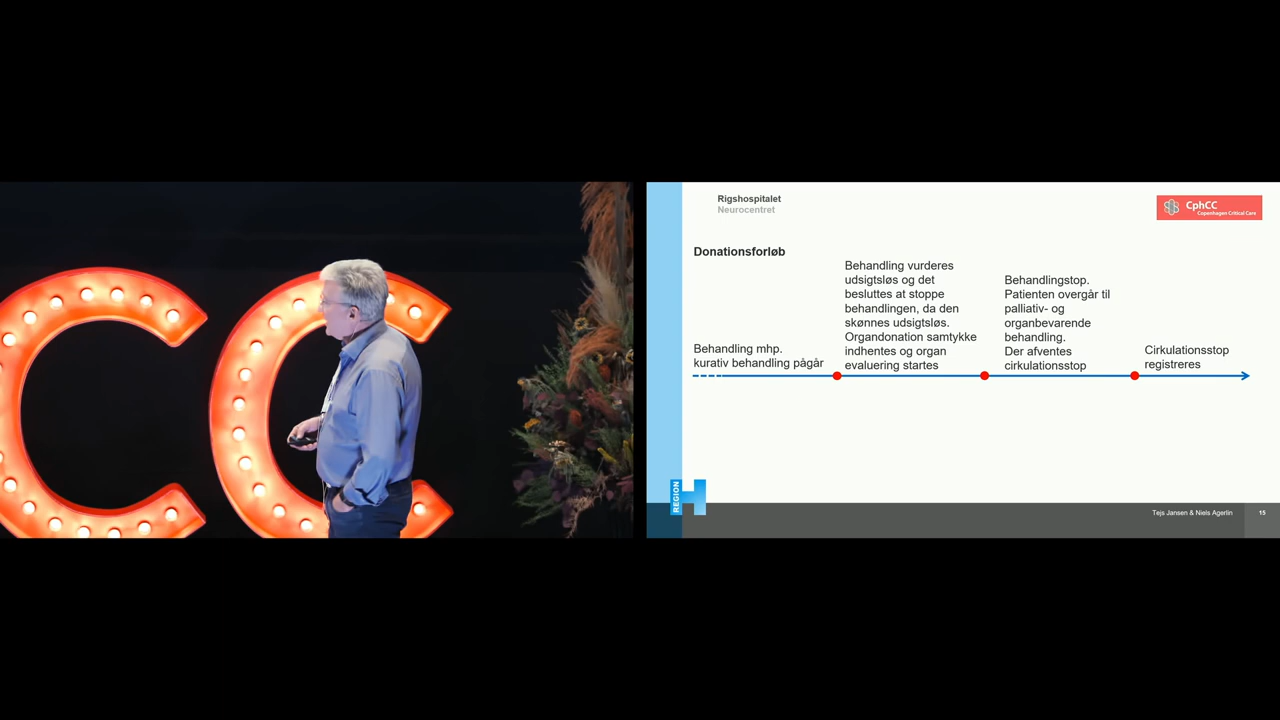 Rigshospitalet
Neurocentret
CphCC
Copenhagen Critical Care
Donationsforløb
Behandling mhp.
kurativ behandling pågår
Behandling vurderes
udsigtsløs og det
besluttes at stoppe
behandlingen, da den
skønnes udsigtsløs.
Organdonation samtykke
indhentes og organ
evaluering startes
Behandlingstop.
Patienten overgår til
palliativ- og
organbevarende
behandling.
Der afventes
cirkulationsstop
Cirkulationsstop
registreres
REGION
H
Tejs Jansen & Niels Agerlin
15
CC